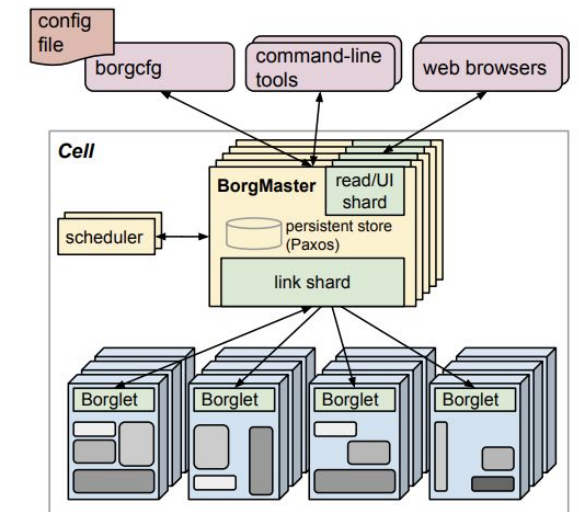 config
file
borgcfg
command-line
tools
web browsers
Cell
BorgMaster
read/UI
shard
persistent store
(Paxos)
scheduler
link shard
Borglet
Borglet
Borglet
Borglet